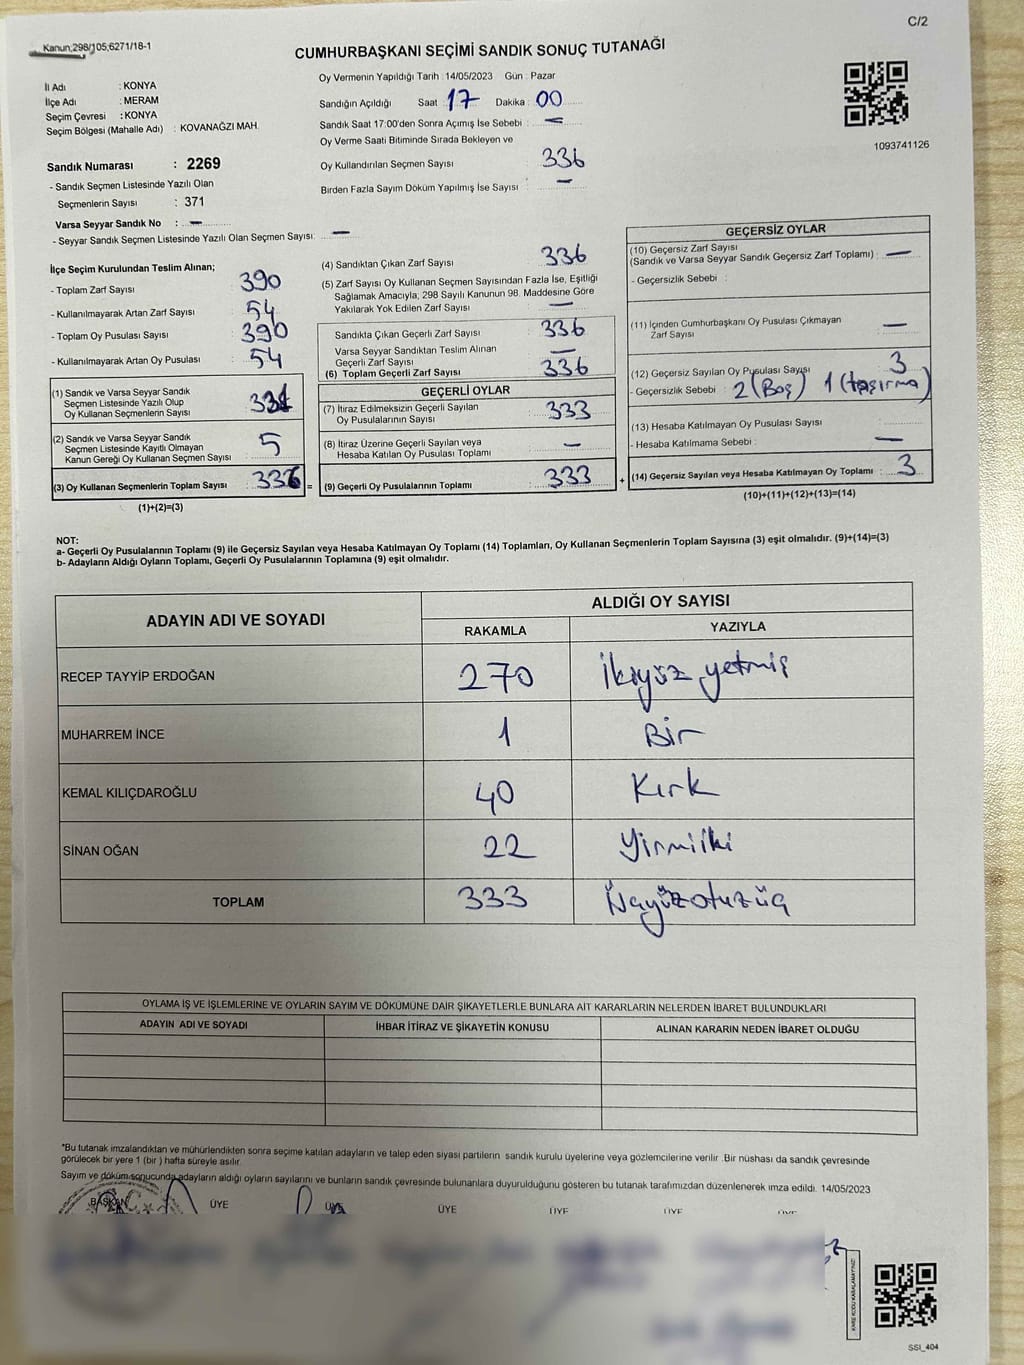 C/2
Kanun;298/105;6271/18-1
CUMHURBAŞKANI SEÇİMİ SANDIK SONUÇ TUTANAĞI
İl Adı : KONYA
İlçe Adı : MERAM
Seçim Çevresi : KONYA
Seçim Bölgesi (Mahalle Adı) : KOVANAĞZI MAH.
Sandık Numarası : 2269
- Sandık Seçmen Listesinde Yazılı Olan
Seçmenlerin Sayısı : 371
Varsa Seyyar Sandık No : —
- Seyyar Sandık Seçmen Listesinde Yazılı Olan Seçmen Sayısı: —
Oy Vermenin Yapıldığı Tarih : 14/05/2023 Gün : Pazar
Sandığın Açıldığı Saat : 17 Dakika : 00
Sandık Saat 17:00'den Sonra Açımış İse Sebebi : —
Oy Verme Saati Bitiminde Sırada Bekleyen ve
Oy Kullandırılan Seçmen Sayısı 336
Birden Fazla Sayım Döküm Yapılmış İse Sayısı —
1093741126
İlçe Seçim Kurulundan Teslim Alınan;
- Toplam Zarf Sayısı 390
- Kullanılmayarak Artan Zarf Sayısı 54
- Toplam Oy Pusulası Sayısı 390
- Kullanılmayarak Artan Oy Pusulası 54
(1) Sandık ve Varsa Seyyar Sandık
Seçmen Listesinde Yazılı Olup
Oy Kullanan Seçmenlerin Sayısı
(2) Sandık ve Varsa Seyyar Sandık
Seçmen Listesinde Kayıtlı Olmayan
Kanun Gereği Oy Kullanan Seçmen Sayısı 5
(3) Oy Kullanan Seçmenlerin Toplam Sayısı 336 =
(1)+(2)=(3)
(4) Sandıktan Çıkan Zarf Sayısı 336
(5) Zarf Sayısı Oy Kullanan Seçmen Sayısından Fazla İse, Eşitliği
Sağlamak Amacıyla; 298 Sayılı Kanunun 98. Maddesine Göre
Yakılarak Yok Edilen Zarf Sayısı —
Sandıkta Çıkan Geçerli Zarf Sayısı 336
Varsa Seyyar Sandıktan Teslim Alınan
Geçerli Zarf Sayısı —
(6) Toplam Geçerli Zarf Sayısı 336
GEÇERLİ OYLAR
(7) İtiraz Edilmeksizin Geçerli Sayılan
Oy Pusulalarının Sayısı 333
(8) İtiraz Üzerine Geçerli Sayılan veya
Hesaba Katılan Oy Pusulası Toplamı —
(9) Geçerli Oy Pusulalarının Toplamı 333 +
GEÇERSİZ OYLAR
(10) Geçersiz Zarf Sayısı
(Sandık ve Varsa Seyyar Sandık Geçersiz Zarf Toplamı) : —
- Geçersizlik Sebebi :
(11) İçinden Cumhurbaşkanı Oy Pusulası Çıkmayan
Zarf Sayısı —
(12) Geçersiz Sayılan Oy Pusulası Sayısı 3
- Geçersizlik Sebebi : 2 (Boş) 1 (taşırma)
(13) Hesaba Katılmayan Oy Pusulası Sayısı
- Hesaba Katılmama Sebebi : —
(14) Geçersiz Sayılan veya Hesaba Katılmayan Oy Toplamı 3
(10)+(11)+(12)+(13)=(14)
NOT:
a- Geçerli Oy Pusulalarının Toplamı (9) ile Geçersiz Sayılan veya Hesaba Katılmayan Oy Toplamı (14) Toplamları, Oy Kullanan Seçmenlerin Toplam Sayısına (3) eşit olmalıdır. (9)+(14)=(3)
b- Adayların Aldığı Oyların Toplamı, Geçerli Oy Pusulalarının Toplamına (9) eşit olmalıdır.
ADAYIN ADI VE SOYADI ALDIĞI OY SAYISI
RAKAMLA YAZIYLA
RECEP TAYYİP ERDOĞAN 270 İkiyüz yetmiş
MUHARREM İNCE 1 Bir
KEMAL KILIÇDAROĞLU 40 Kırk
SİNAN OĞAN 22 Yirmiiki
TOPLAM 333 Üçyüzotuzüç
OYLAMA İŞ VE İŞLEMLERİNE VE OYLARIN SAYIM VE DÖKÜMÜNE DAİR ŞİKAYETLERLE BUNLARA AİT KARARLARIN NELERDEN İBARET BULUNDUKLARI
ADAYIN ADI VE SOYADI İHBAR İTİRAZ VE ŞİKAYETİN KONUSU ALINAN KARARIN NEDEN İBARET OLDUĞU
*Bu tutanak imzalandıktan ve mühürlendikten sonra seçime katılan adayların ve talep eden siyasi partilerin sandık kurulu üyelerine veya gözlemcilerine verilir .Bir nüshası da sandık çevresinde
görülecek bir yere 1 (bir ) hafta süreyle asılır.
Sayım ve döküm sonucunda adayların aldığı oyların sayılarını ve bunların sandık çevresinde bulunanlara duyurulduğunu gösteren bu tutanak tarafımızdan düzenlenerek imza edildi. 14/05/2023
BAŞKAN ÜYE ÜYE ÜYE ÜYE ÜYE
SSI_404